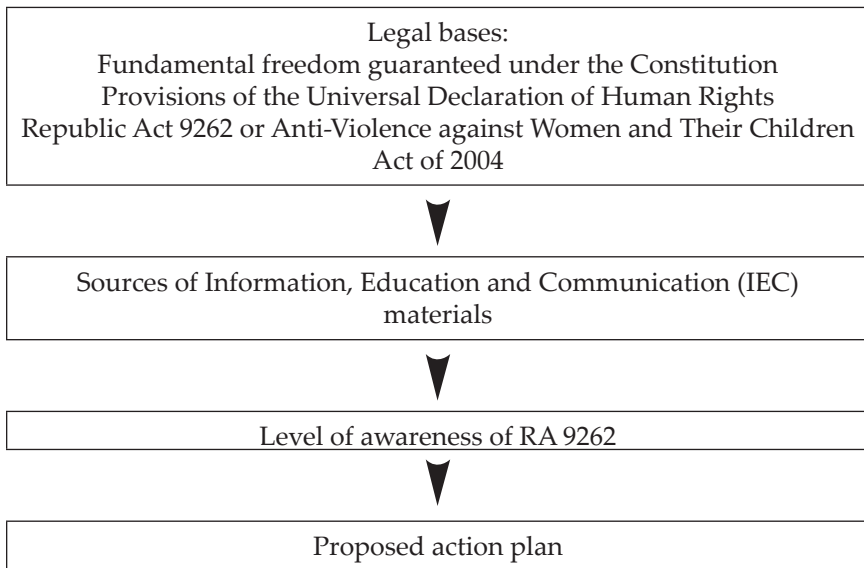 Legal bases:
Fundamental freedom guaranteed under the Constitution
Provisions of the Universal Declaration of Human Rights
Republic Act 9262 or Anti-Violence against Women and Their Children
Act of 2004
Sources of Information, Education and Communication (IEC)
materials
Level of awareness of RA 9262
Proposed action plan